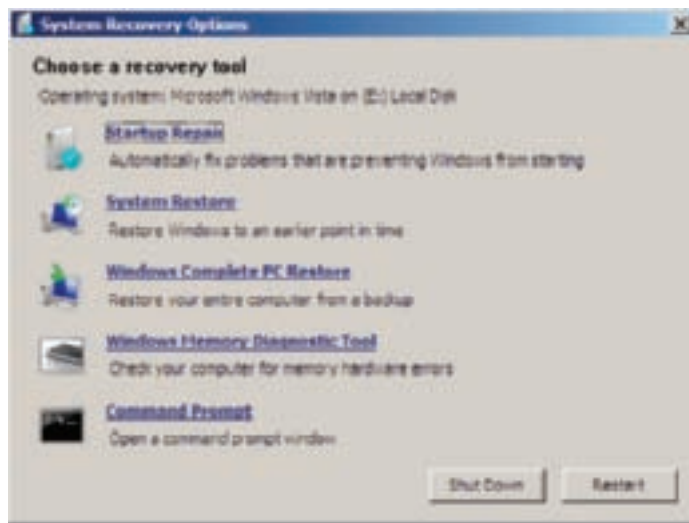 System Recovery Options
Choose a recovery tool
Operating system: Microsoft Windows Vista on (E:) Local Disk
Startup Repair
Automatically fix problems that are preventing Windows from starting
System Restore
Restore Windows to an earlier point in time
Windows Complete PC Restore
Restore your entire computer from a backup
Windows Memory Diagnostic Tool
Check your computer for memory hardware errors
Command Prompt
Open a command prompt window
Shut Down
Restart